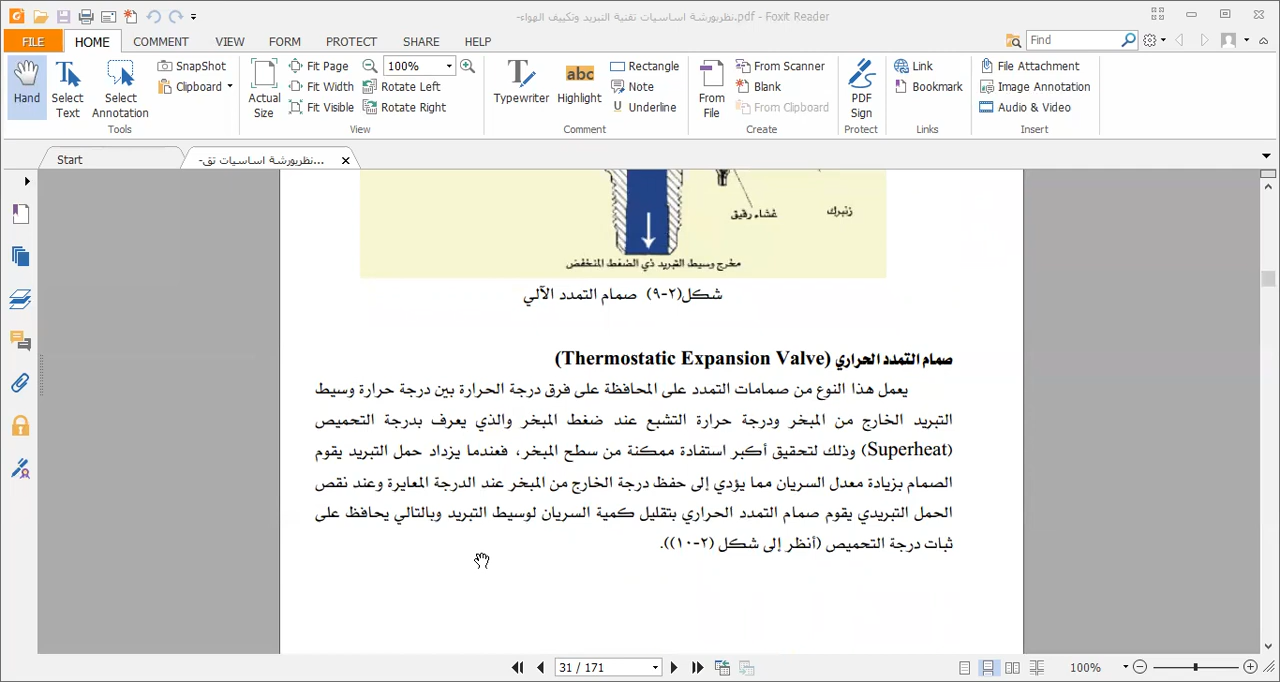 نظربورشة اساسيات تقنية التبريد وتكييف الهواء-.pdf - Foxit Reader
FILE HOME COMMENT VIEW FORM PROTECT SHARE HELP Find
Hand
Select Text
Select Annotation
SnapShot
Clipboard
Tools
Actual Size
Fit Page
Fit Width
Fit Visible
100%
Rotate Left
Rotate Right
View
Typewriter
abc
Highlight
Rectangle
Note
Underline
Comment
From File
From Scanner
Blank
From Clipboard
Create
PDF Sign
Protect
Link
Bookmark
Links
File Attachment
Image Annotation
Audio & Video
Insert
Start
نظربورشة اساسيات تق...-
غشاء رقيق
زنبرك
مخرج وسيط التبريد ذي الضغط المنخفض
شكل(٢-٩) صمام التمدد الآلي
صمام التمدد الحراري (Thermostatic Expansion Valve)
يعمل هذا النوع من صمامات التمدد على المحافظة على فرق درجة الحرارة بين درجة حرارة وسيط
التبريد الخارج من المبخر ودرجة حرارة التشبع عند ضغط المبخر والذي يعرف بدرجة التحميص
(Superheat) وذلك لتحقيق أكبر استفادة ممكنة من سطح المبخر، فعندما يزداد حمل التبريد يقوم
الصمام بزيادة معدل السريان مما يؤدي إلى حفظ درجة الخارج من المبخر عند الدرجة المعايرة وعند نقص
الحمل التبريدي يقوم صمام التمدد الحراري بتقليل كمية السريان لوسيط التبريد وبالتالي يحافظ على
ثبات درجة التحميص (أنظر إلى شكل (٢-١٠)).
31 / 171
100%